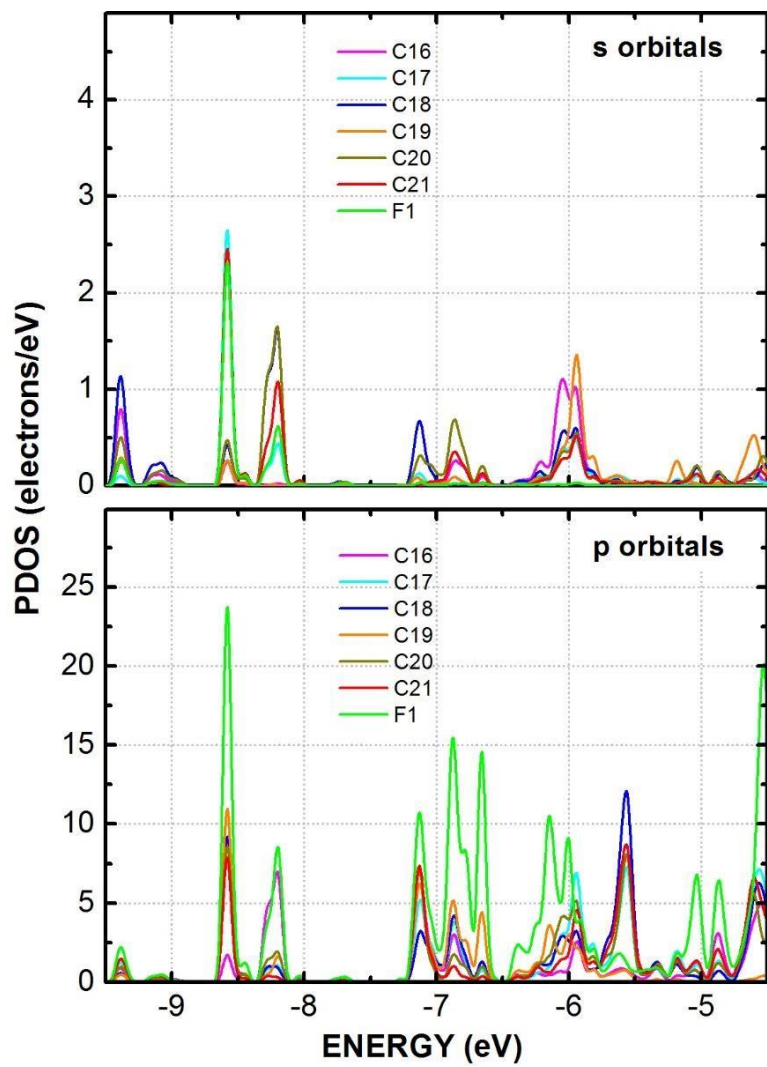 s orbitals
C16
C17
C18
C19
C20
C21
F1
4
3
2
1
0
PDOS (electrons/eV)
p orbitals
C16
C17
C18
C19
C20
C21
F1
25
20
15
10
5
0
-9
-8
-7
-6
-5
ENERGY (eV)